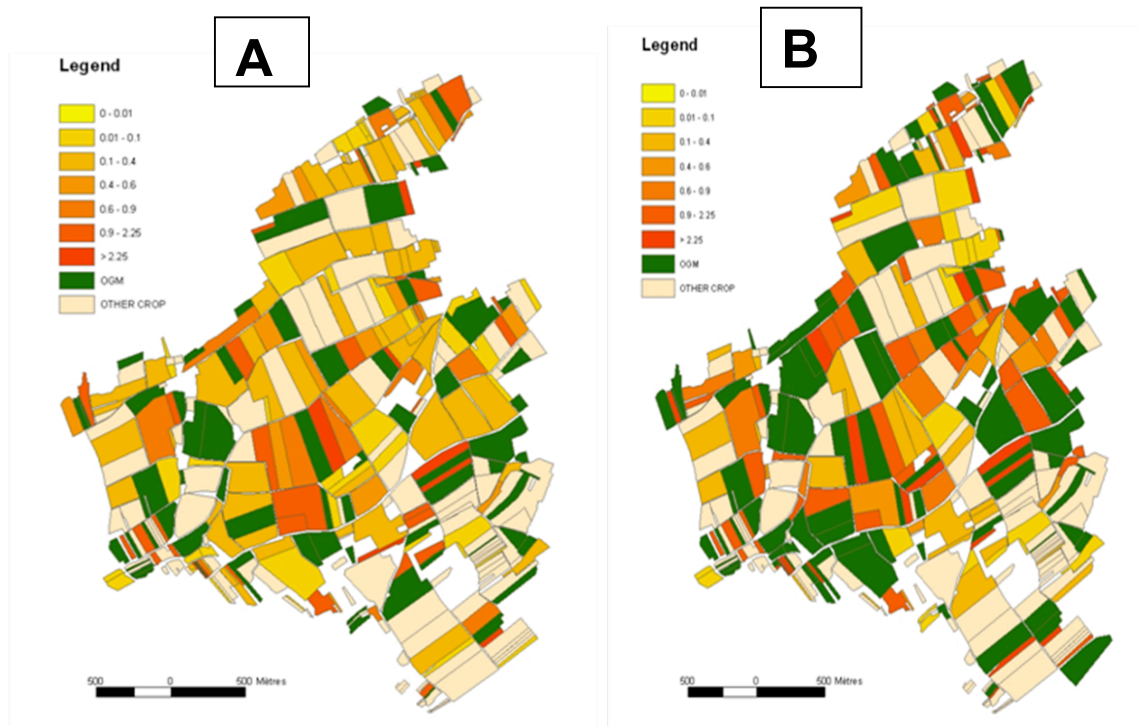 A
Legend
0 - 0.01
0.01 - 0.1
0.1 - 0.4
0.4 - 0.6
0.6 - 0.9
0.9 - 2.25
> 2.25
OGM
OTHER CROP
500 0 500 Mètres
B
Legend
0 - 0.01
0.01 - 0.1
0.1 - 0.4
0.4 - 0.6
0.6 - 0.9
0.9 - 2.25
> 2.25
OGM
OTHER CROP
500 0 500 Mètres